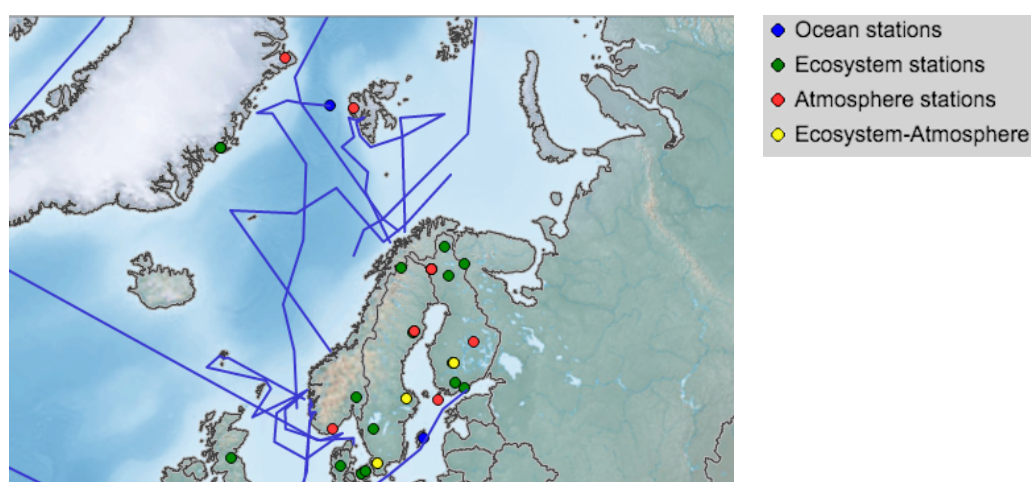 Ocean stations
Ecosystem stations
Atmosphere stations
Ecosystem-Atmosphere